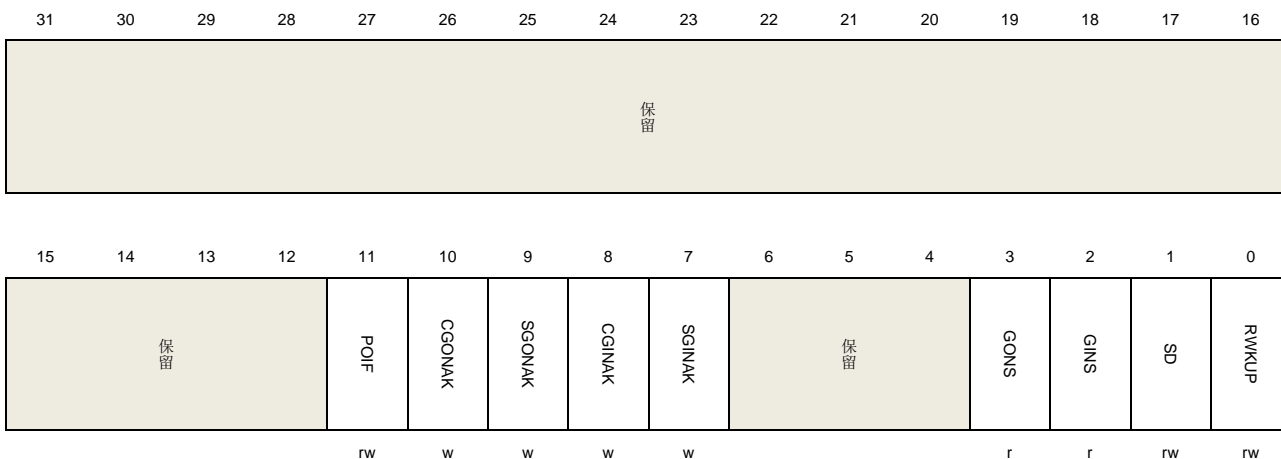 31 30 29 28 27 26 25 24 23 22 21 20 19 18 17 16
保留
15 14 13 12 11 10 9 8 7 6 5 4 3 2 1 0
保留 POIF CGONAK SGONAK CGINAK SGINAK 保留 GONS GINS SD RWKUP
rw w w w w r r rw rw